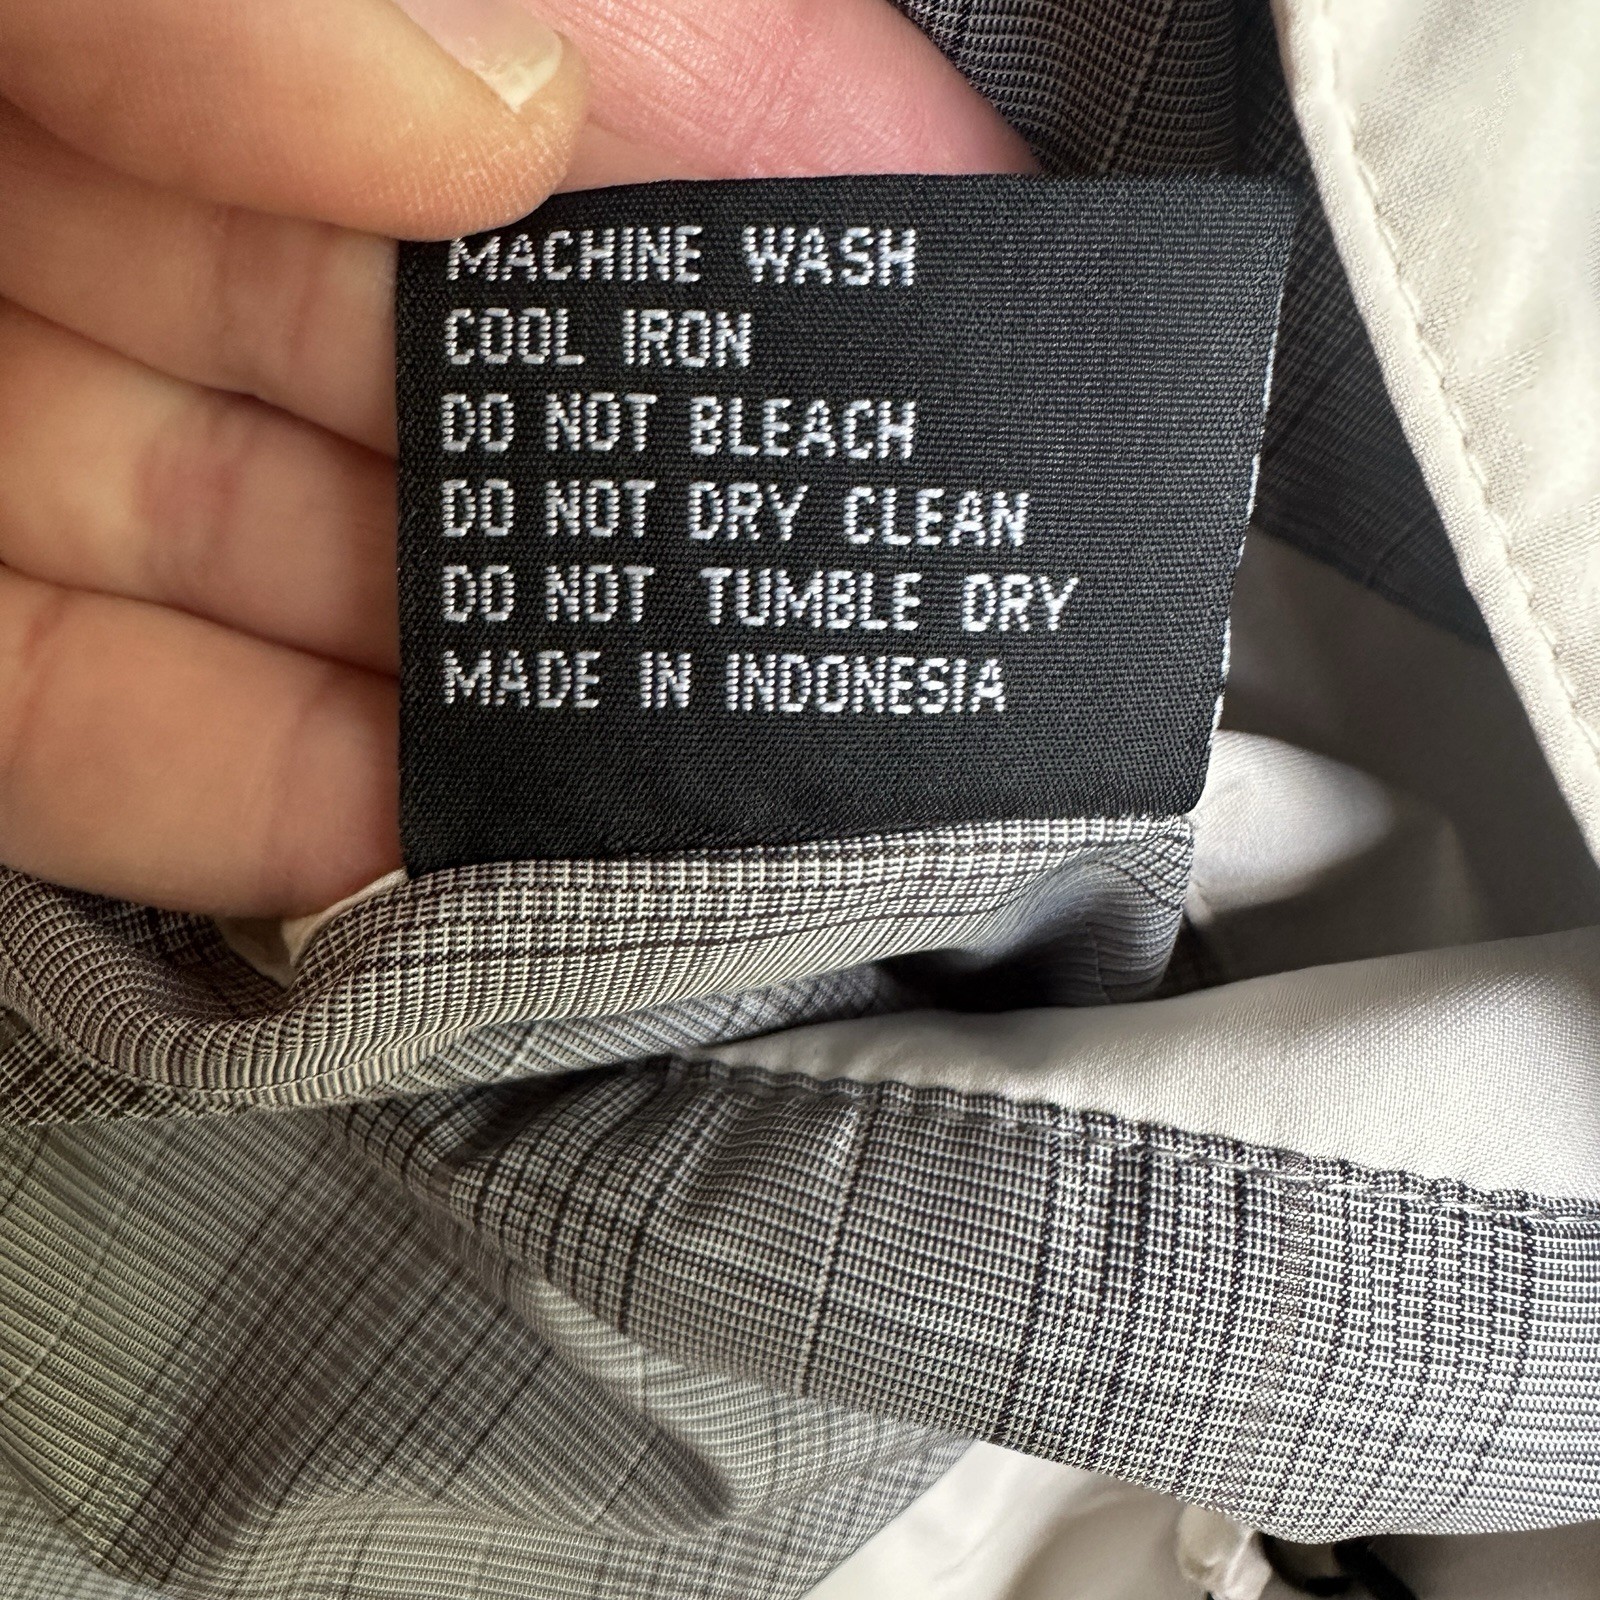 MACHINE WASH
COOL IRON
DO NOT BLEACH
DO NOT DRY CLEAN
DO NOT TUMBLE DRY
MADE IN INDONESIA